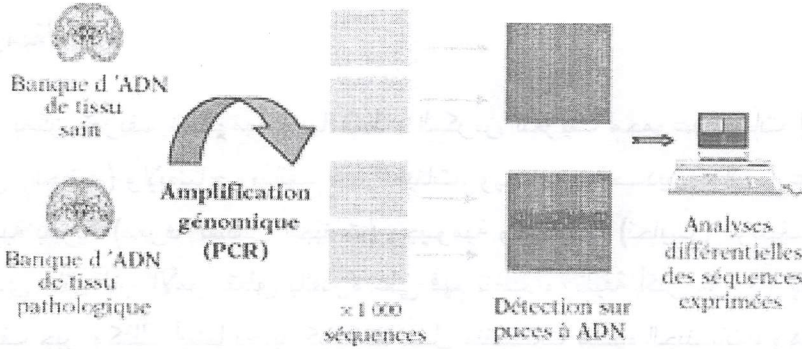 Banque d 'ADN
de tissu
sain
Amplification
génomique
(PCR)
Banque d 'ADN
de tissu
pathologique
x 1 000
séquences
Détection sur
puces à ADN
Analyses
différentielles
des séquences
exprimées